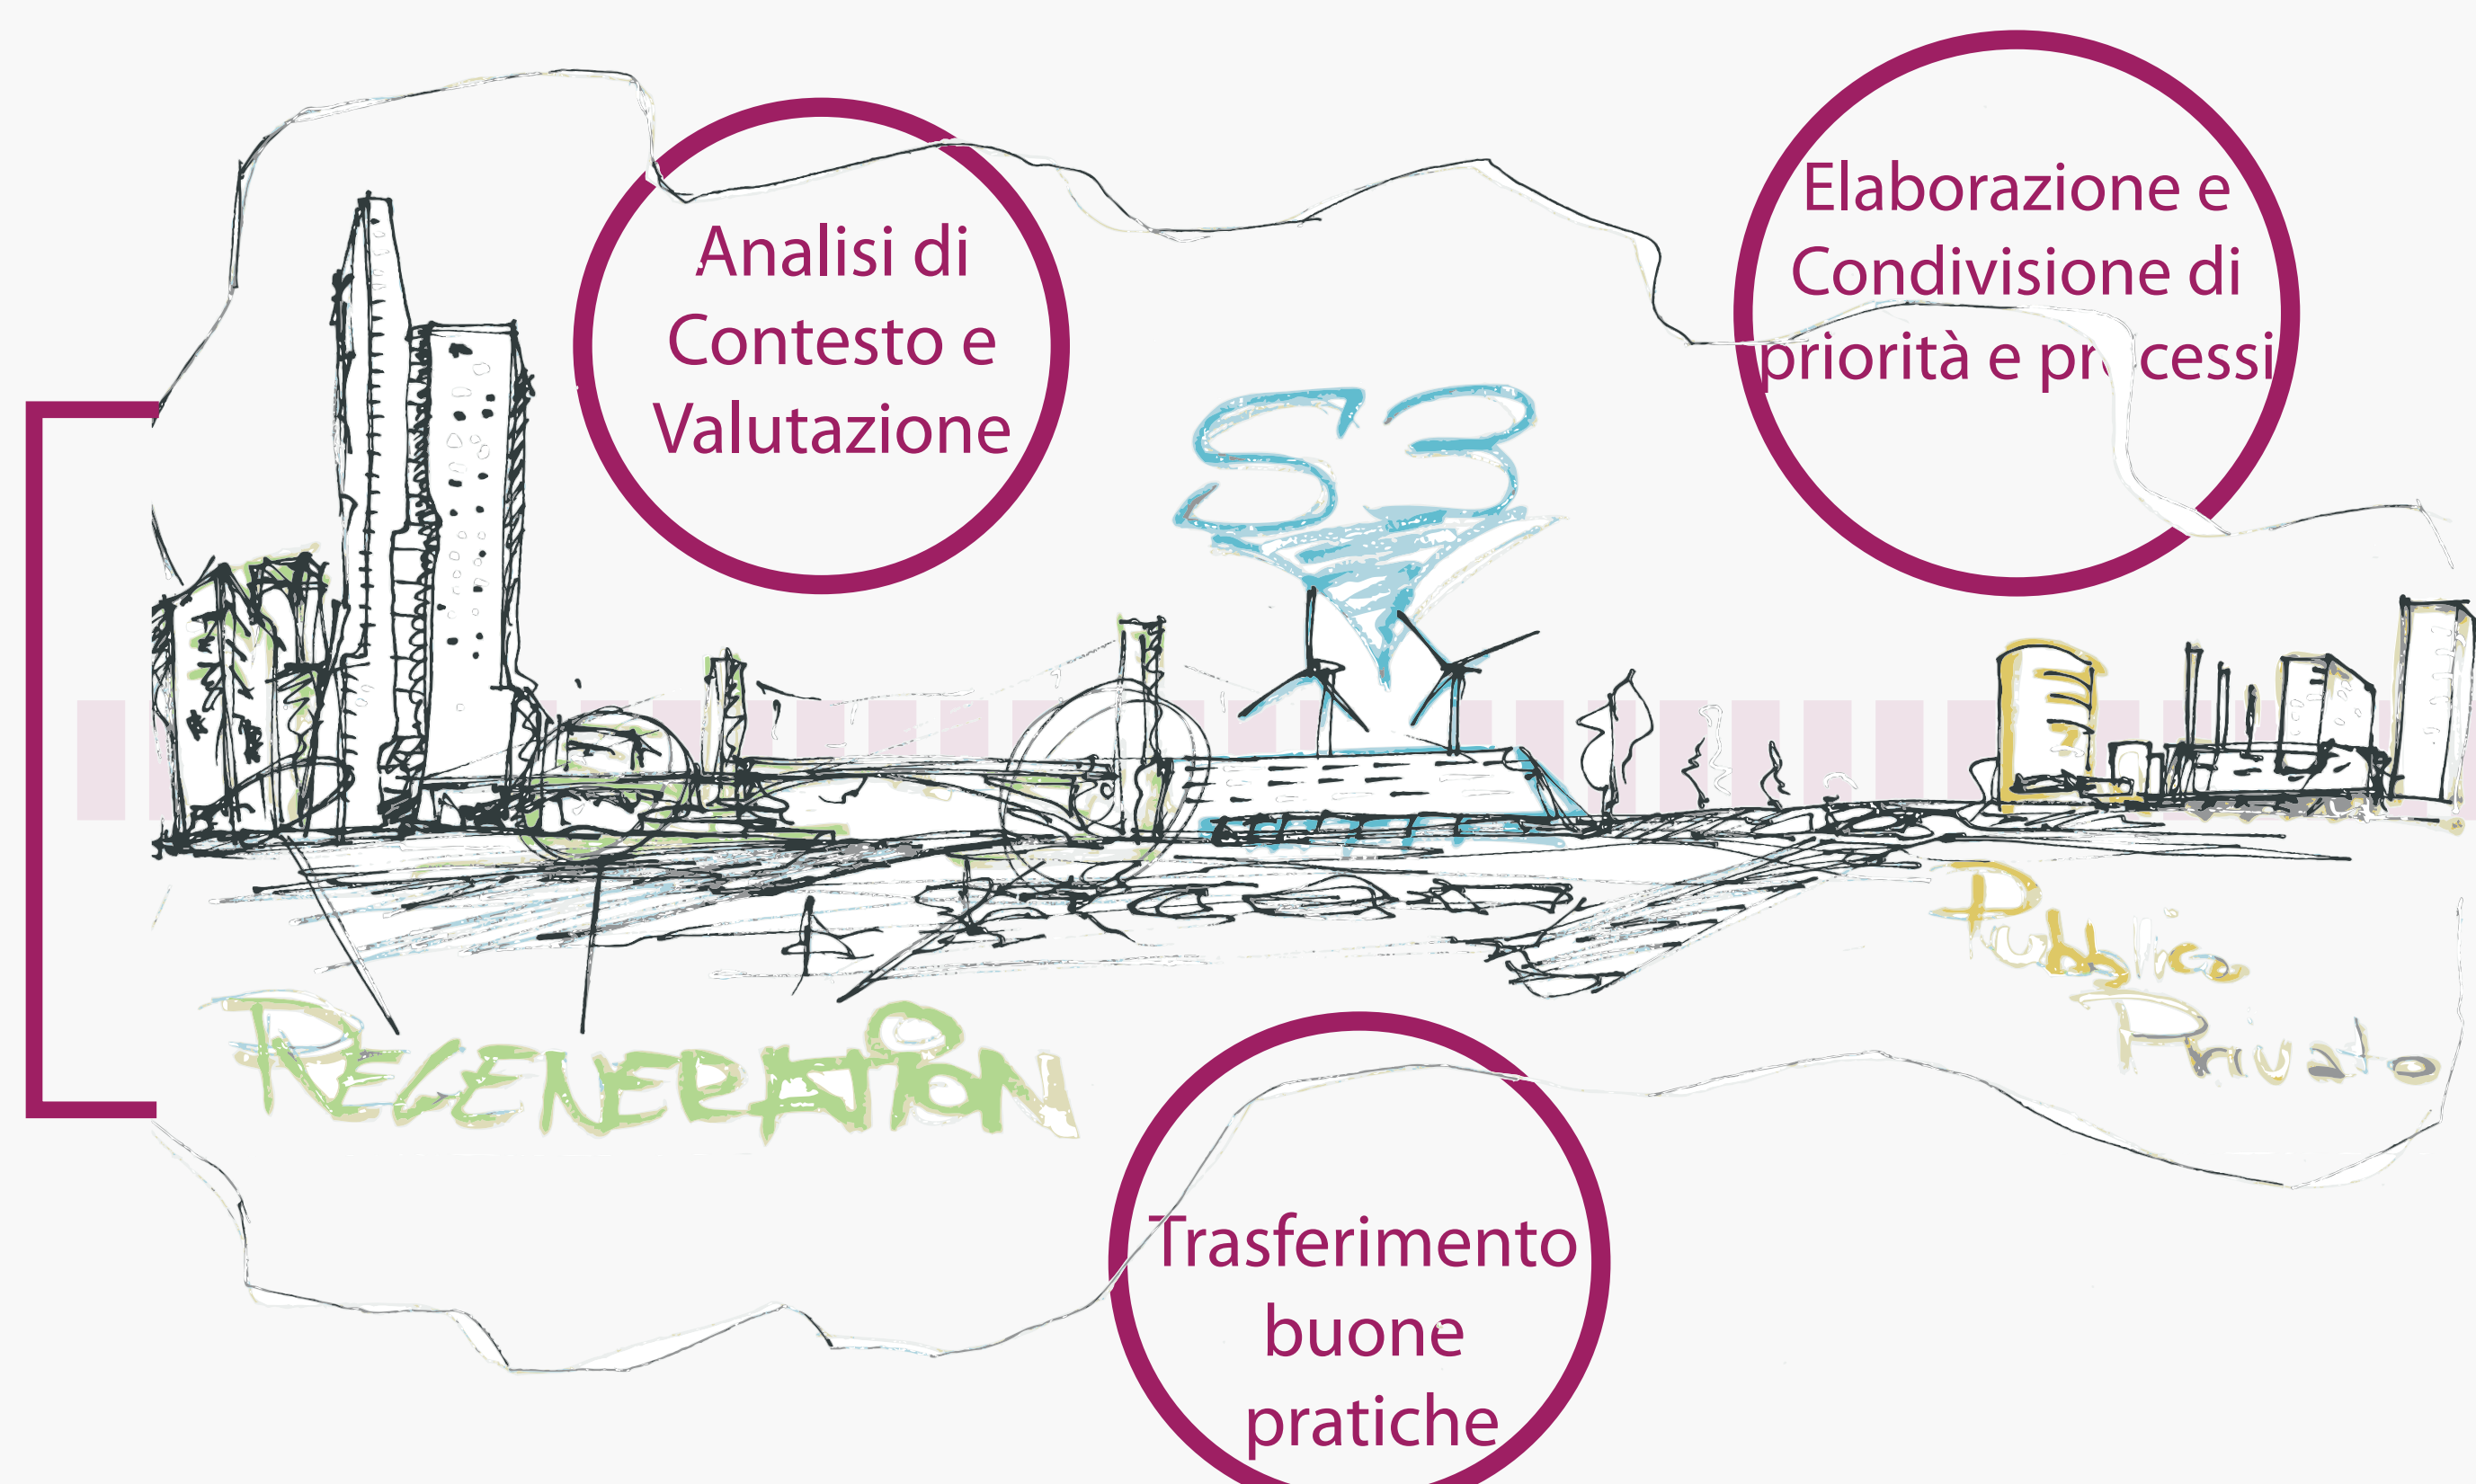 Analisi di
Contesto e
Valutazione
Elaborazione e
Condivisione di
priorità e processi
S3
Pubblico
Privato
REGENERATION
Trasferimento
buone
pratiche